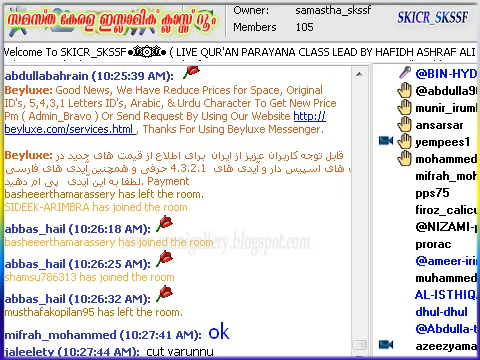 സമസ്ത കേരള ഇസ്ലാമിക് ക്ലാസ്സ് റൂം
Owner: samastha_skssf
Members 105
SKICR_SKSSF
Welcome To SKICR_SKSSF ( LIVE QUR'AN PARAYANA CLASS LEAD BY HAFIDH ASHRAF ALI
abdullabahrain (10:25:39 AM):
Beyluxe: Good News, We Have Reduce Prices for Space, Original
ID's, 5,4,3,1 Letters ID's, Arabic, & Urdu Character To Get New Price
Pm ( Admin_Bravo ) Or Send Request By Using Our Website http://
beyluxe.com/services.html , Thanks For Using Beyluxe Messenger.
Beyluxe: قابل توجه کاربران عزیز از ایران برای اطلاع از قیمت های جدید در
های اسپیس دار و آیدی های 4.3.2.1 حرفی و همچنین آیدی های فارسی
لطفا به این آیدی پی ام دهید. Payment
basheeerthamarassery has left the room.
SIDEEK-ARIMBRA has joined the room
abbas_hail (10:26:18 AM):
basheeerthamarassery has joined the room
abbas_hail (10:26:25 AM):
shamsu786313 has joined the room
abbas_hail (10:26:32 AM):
musthafakopilan95 has left the room.
mifrah_mohammed (10:27:41 AM): ok
jaleelety (10:27:44 AM): cut varunnu
@BIN-HYD
@abdulla9
munir_irumb
ansarsar
yempees1
mohammed
mifrah_moh
pps75
firoz_calicu
@NIZAMI-
prorac
@ameer-irin
muhammed
AL-ISTHIQ
dhul-dhul
@Abdulla-t
azeezyama